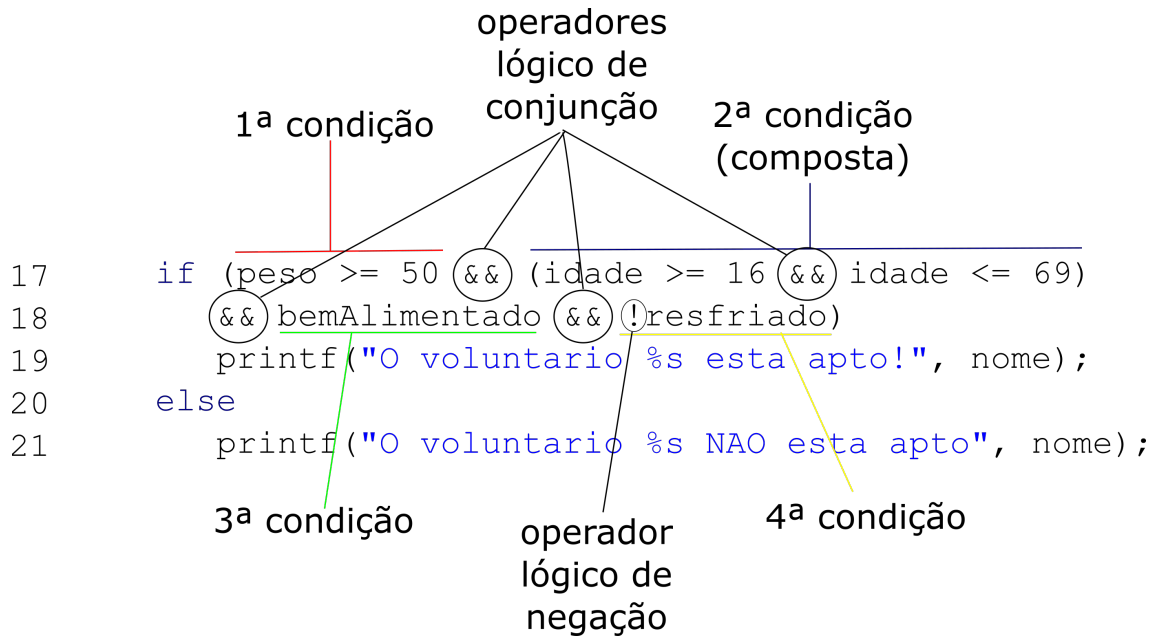 operadores
lógico de
conjunção
1ª condição
2ª condição
(composta)
17 if (peso >= 50 && (idade >= 16 && idade <= 69)
18 && bemAlimentado && !resfriado)
19 printf("O voluntario %s esta apto!", nome);
20 else
21 printf("O voluntario %s NAO esta apto", nome);
3ª condição
operador
lógico de
negação
4ª condição